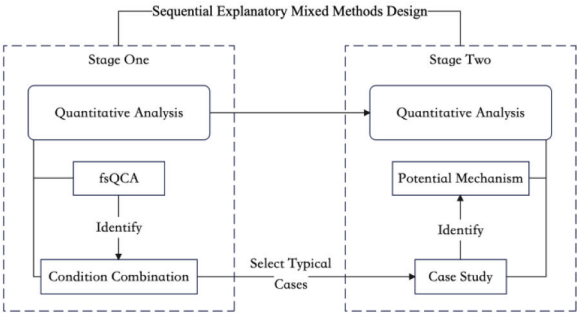 Sequential Explanatory Mixed Methods Design
Stage One
Stage Two
Quantitative Analysis
Quantitative Analysis
fsQCA
Potential Mechanism
Identify
Identify
Select Typical
Cases
Condition Combination
Case Study